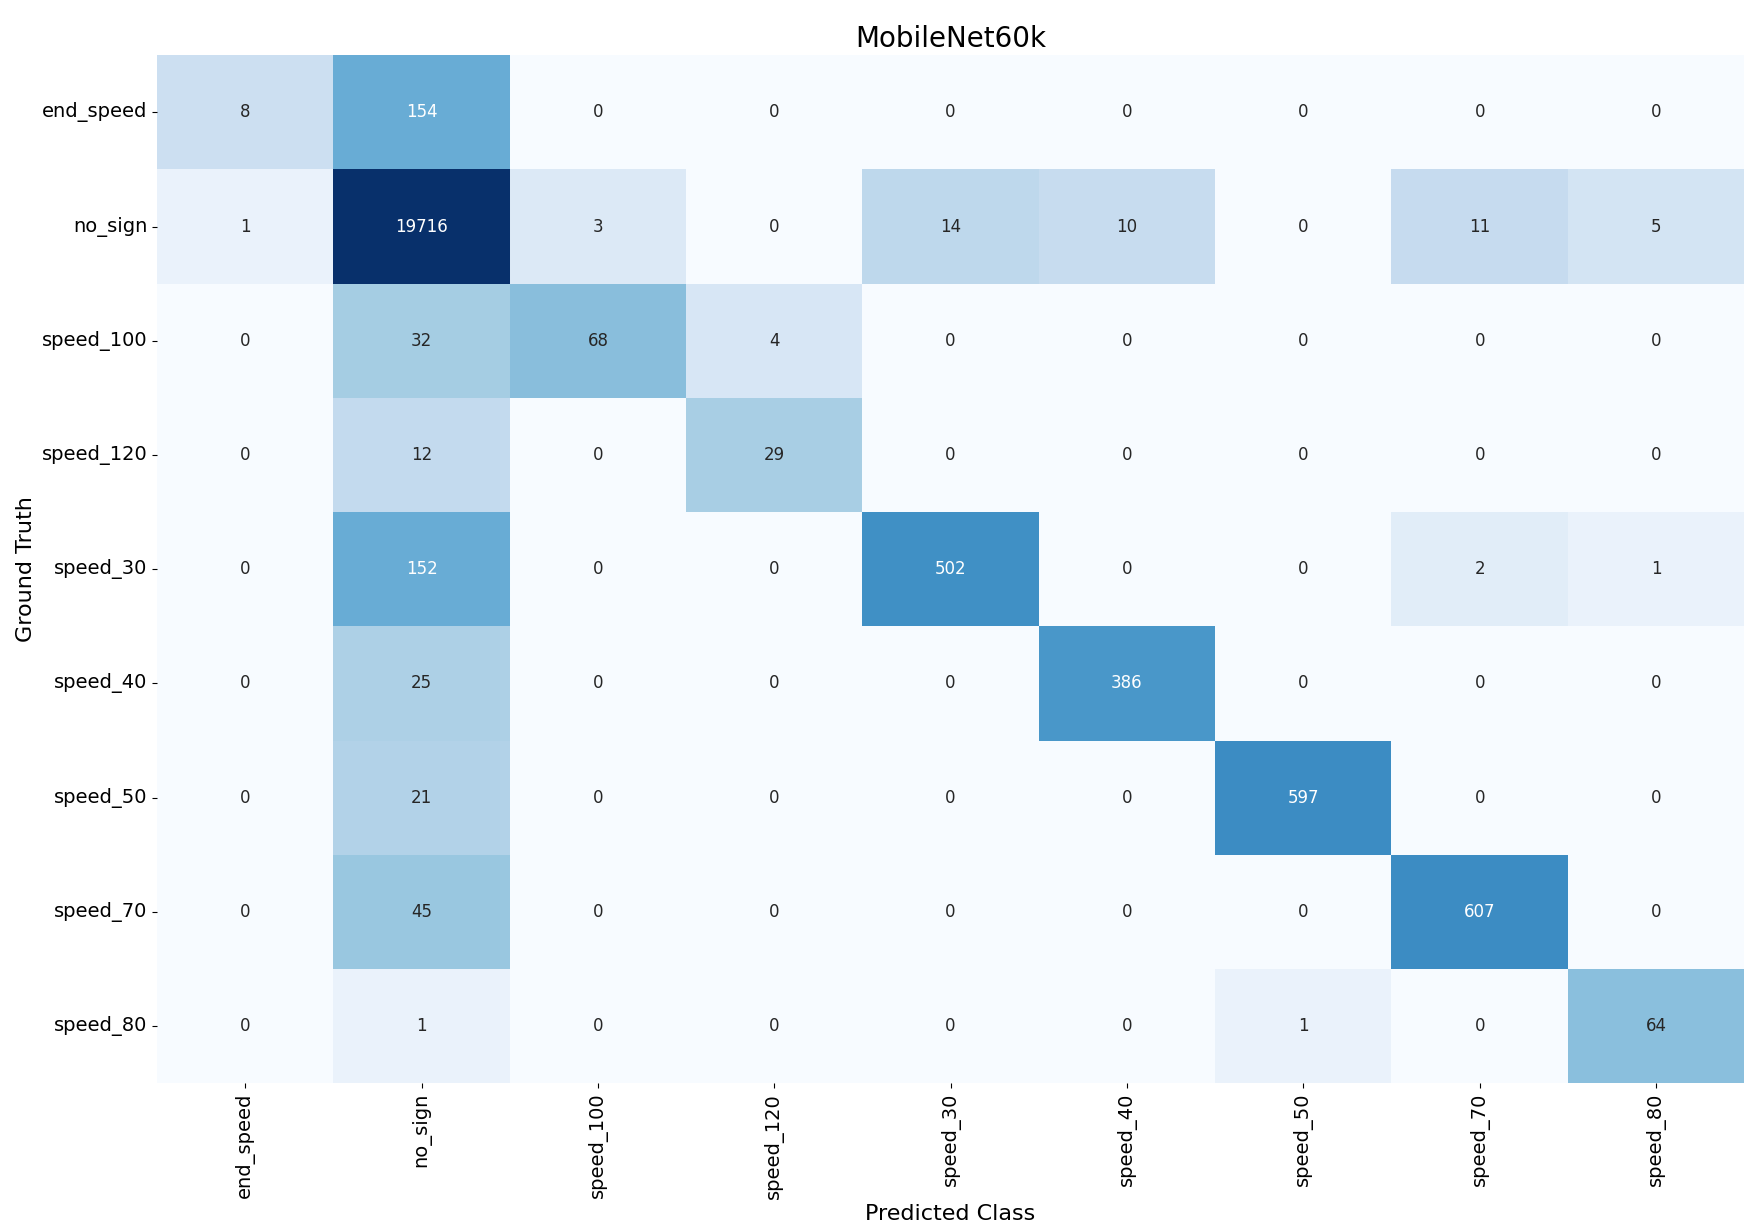 MobileNet60k
end_speed 8 154 0 0 0 0 0 0 0
no_sign 1 19716 3 0 14 10 0 11 5
speed_100 0 32 68 4 0 0 0 0 0
speed_120 0 12 0 29 0 0 0 0 0
speed_30 0 152 0 0 502 0 0 2 1
speed_40 0 25 0 0 0 386 0 0 0
speed_50 0 21 0 0 0 0 597 0 0
speed_70 0 45 0 0 0 0 0 607 0
speed_80 0 1 0 0 0 0 1 0 64
Ground Truth
end_speed no_sign speed_100 speed_120 speed_30 speed_40 speed_50 speed_70 speed_80
Predicted Class